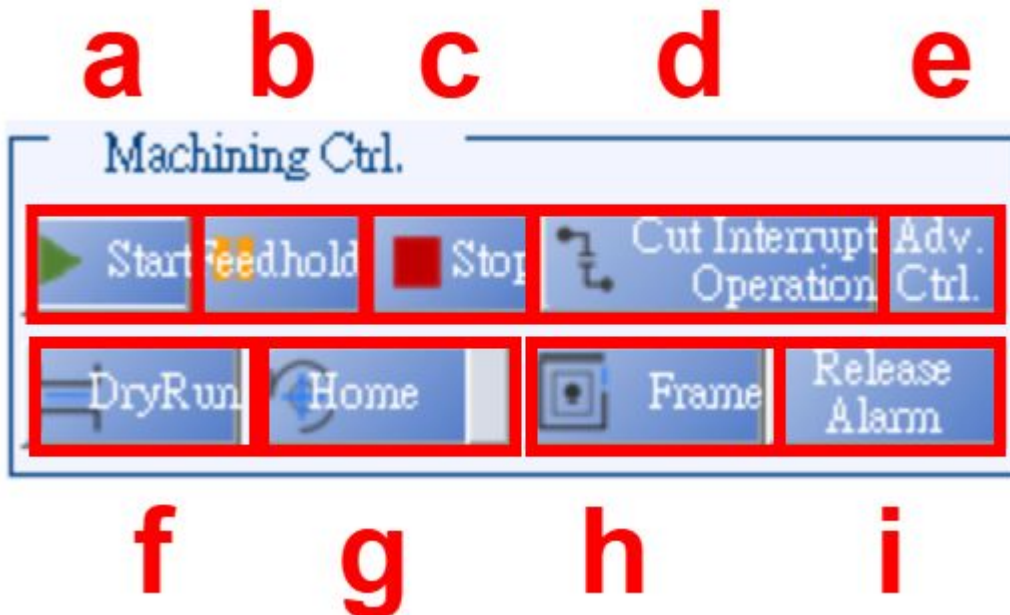 a b c d e
Machining Ctrl.
Start Feedhold Stop Cut Interrupt Adv.
Operation Ctrl.
DryRun Home Frame Release
Alarm
f g h i